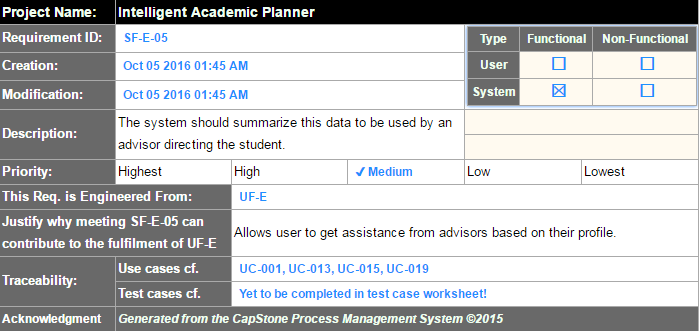 Project Name: Intelligent Academic Planner
Requirement ID: SF-E-05
Type Functional Non-Functional
User
Creation: Oct 05 2016 01:45 AM
System
Modification: Oct 05 2016 01:45 AM
Description: The system should summarize this data to be used by an
advisor directing the student.
Priority: Highest High ✓Medium Low Lowest
This Req. is Engineered From: UF-E
Justify why meeting SF-E-05 can
contribute to the fulfilment of UF-E
Allows user to get assistance from advisors based on their profile.
Traceability:
Use cases cf. UC-001, UC-013, UC-015, UC-019
Test cases cf. Yet to be completed in test case worksheet!
Acknowledgment Generated from the CapStone Process Management System ©2015